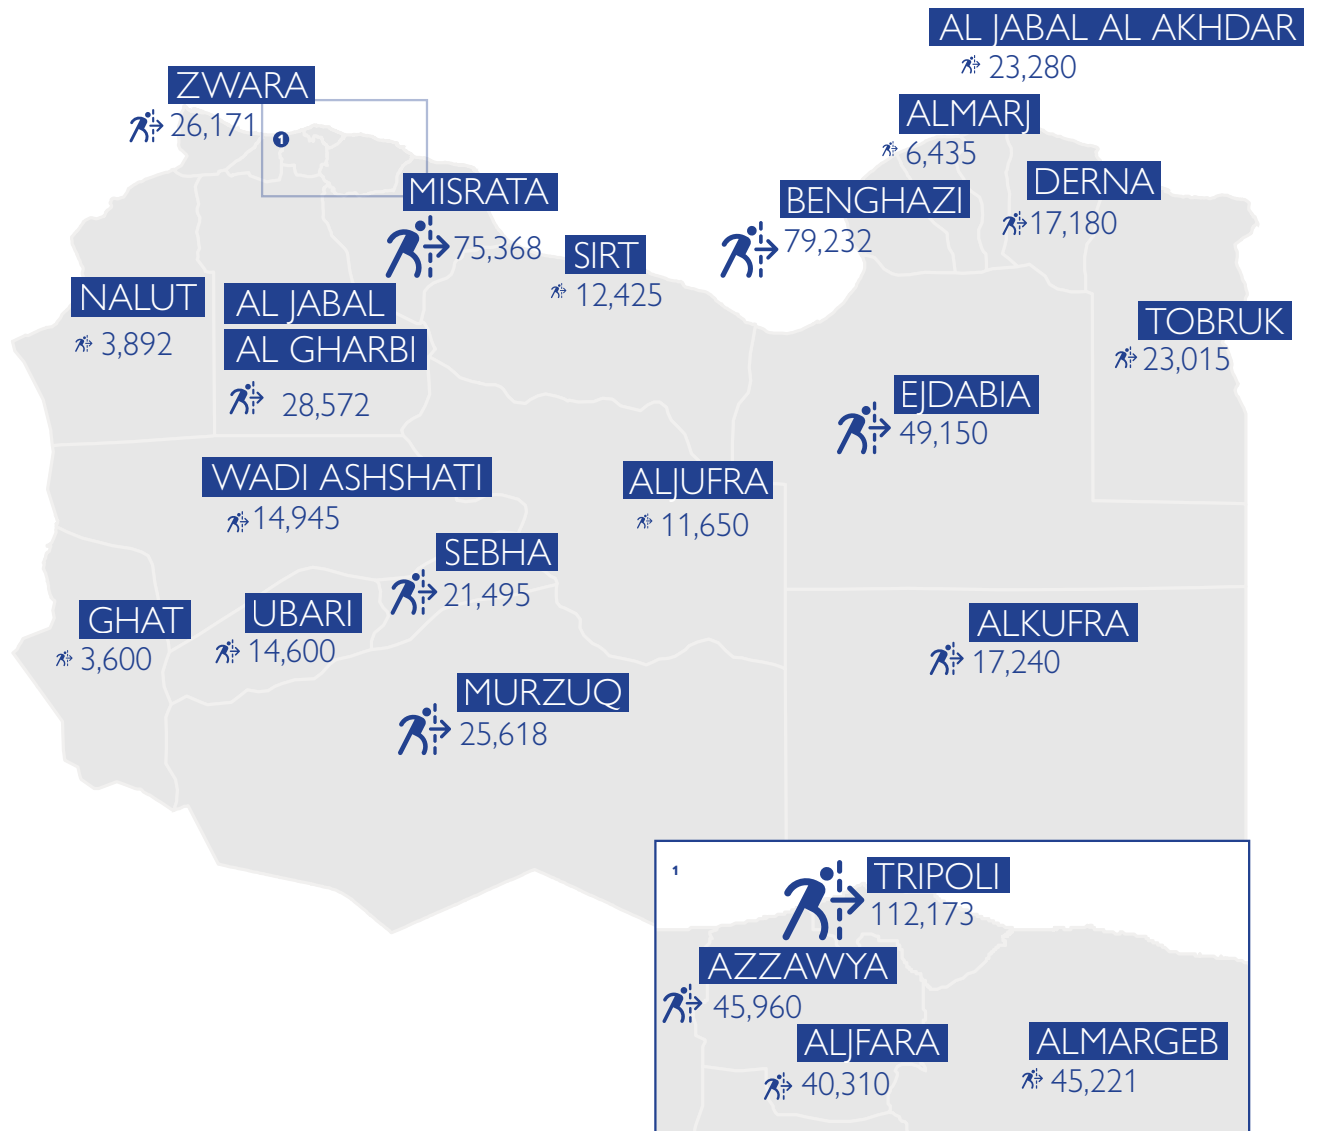 AL JABAL AL AKHDAR
23,280
ZWARA
26,171
1
ALMARJ
6,435
DERNA
17,180
MISRATA
75,368
BENGHAZI
79,232
SIRT
12,425
NALUT
3,892
AL JABAL
AL GHARBI
28,572
TOBRUK
23,015
EJDABIA
49,150
WADI ASHSHATI
14,945
ALJUFRA
11,650
SEBHA
21,495
GHAT
3,600
UBARI
14,600
ALKUFRA
17,240
MURZUQ
25,618
1
TRIPOLI
112,173
AZZAWYA
45,960
ALJFARA
40,310
ALMARGEB
45,221